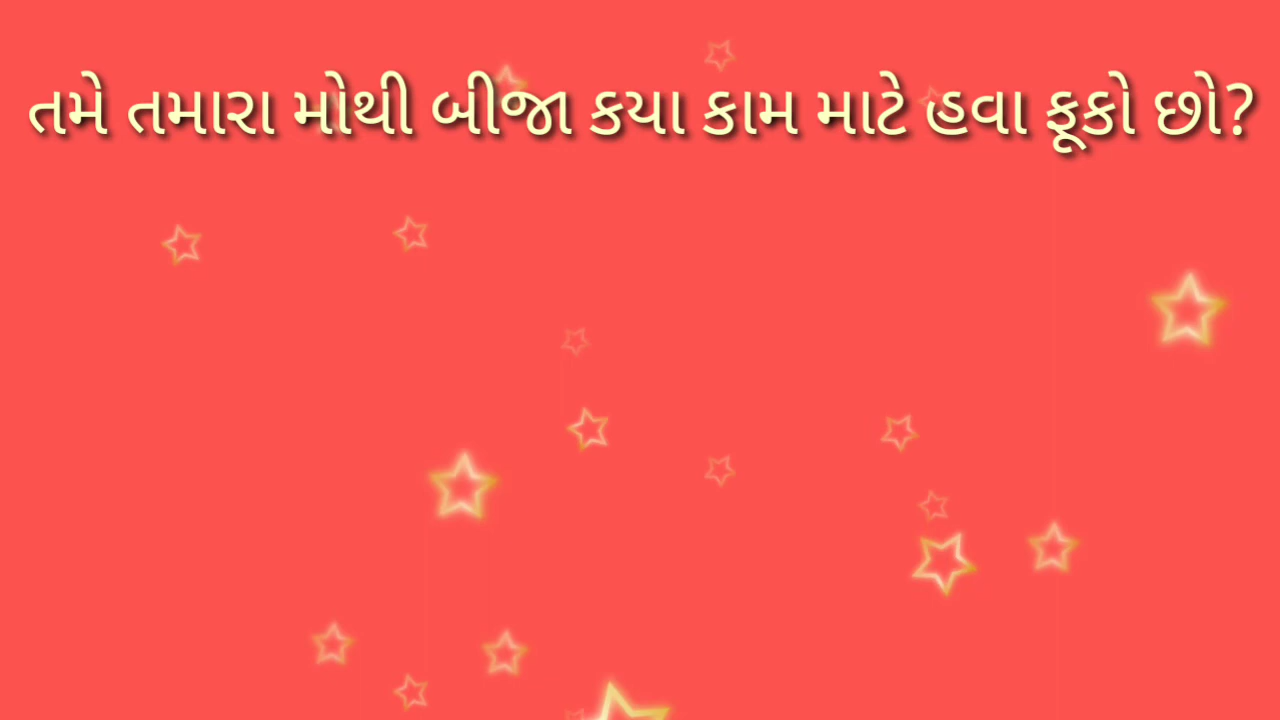 તમે તમારા મોથી બીજા કયા કામ માટે હવા ફૂકો છો?